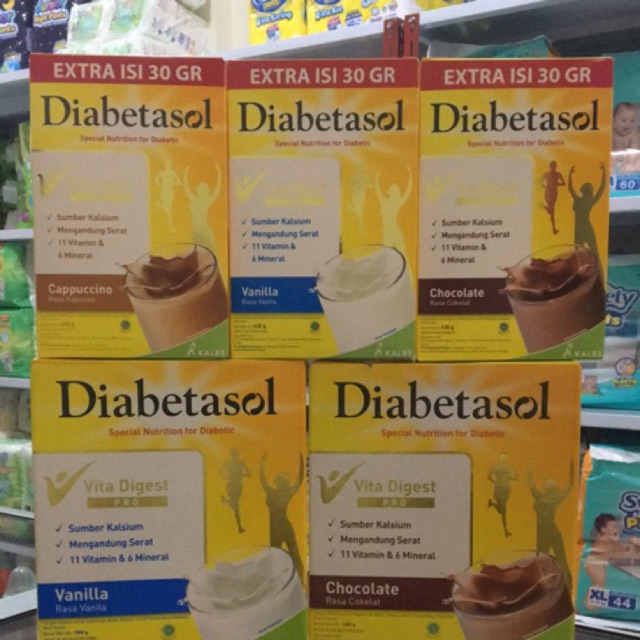 EXTRA ISI 30 GR
Diabetasol
Special Nutrition for Diabetic
✓ Sumber Kalsium
✓ Mengandung Serat
✓ 11 Vitamin &
6 Mineral
Cappuccino
Rasa Kapucino
KALBE
EXTRA ISI 30 GR
Diabetasol
Special Nutrition for Diabetic
✓ Sumber Kalsium
✓ Mengandung Serat
✓ 11 Vitamin &
6 Mineral
Vanilla
Rasa Vanila
KALBE
EXTRA ISI 30 GR
Diabetasol
Special Nutrition for Diabetic
✓ Sumber Kalsium
✓ Mengandung Serat
✓ 11 Vitamin &
6 Mineral
Chocolate
Rasa Cokelat
KALBE
60
Diabetasol
Special Nutrition for Diabetic
Vita Digest
PRO
✓ Sumber Kalsium
✓ Mengandung Serat
✓ 11 Vitamin & 6 Mineral
Vanilla
Rasa Vanila
Diabetasol
Special Nutrition for Diabetic
Vita Digest
PRO
✓ Sumber Kalsium
✓ Mengandung Serat
✓ 11 Vitamin & 6 Mineral
Chocolate
Rasa Cokelat
XL 44